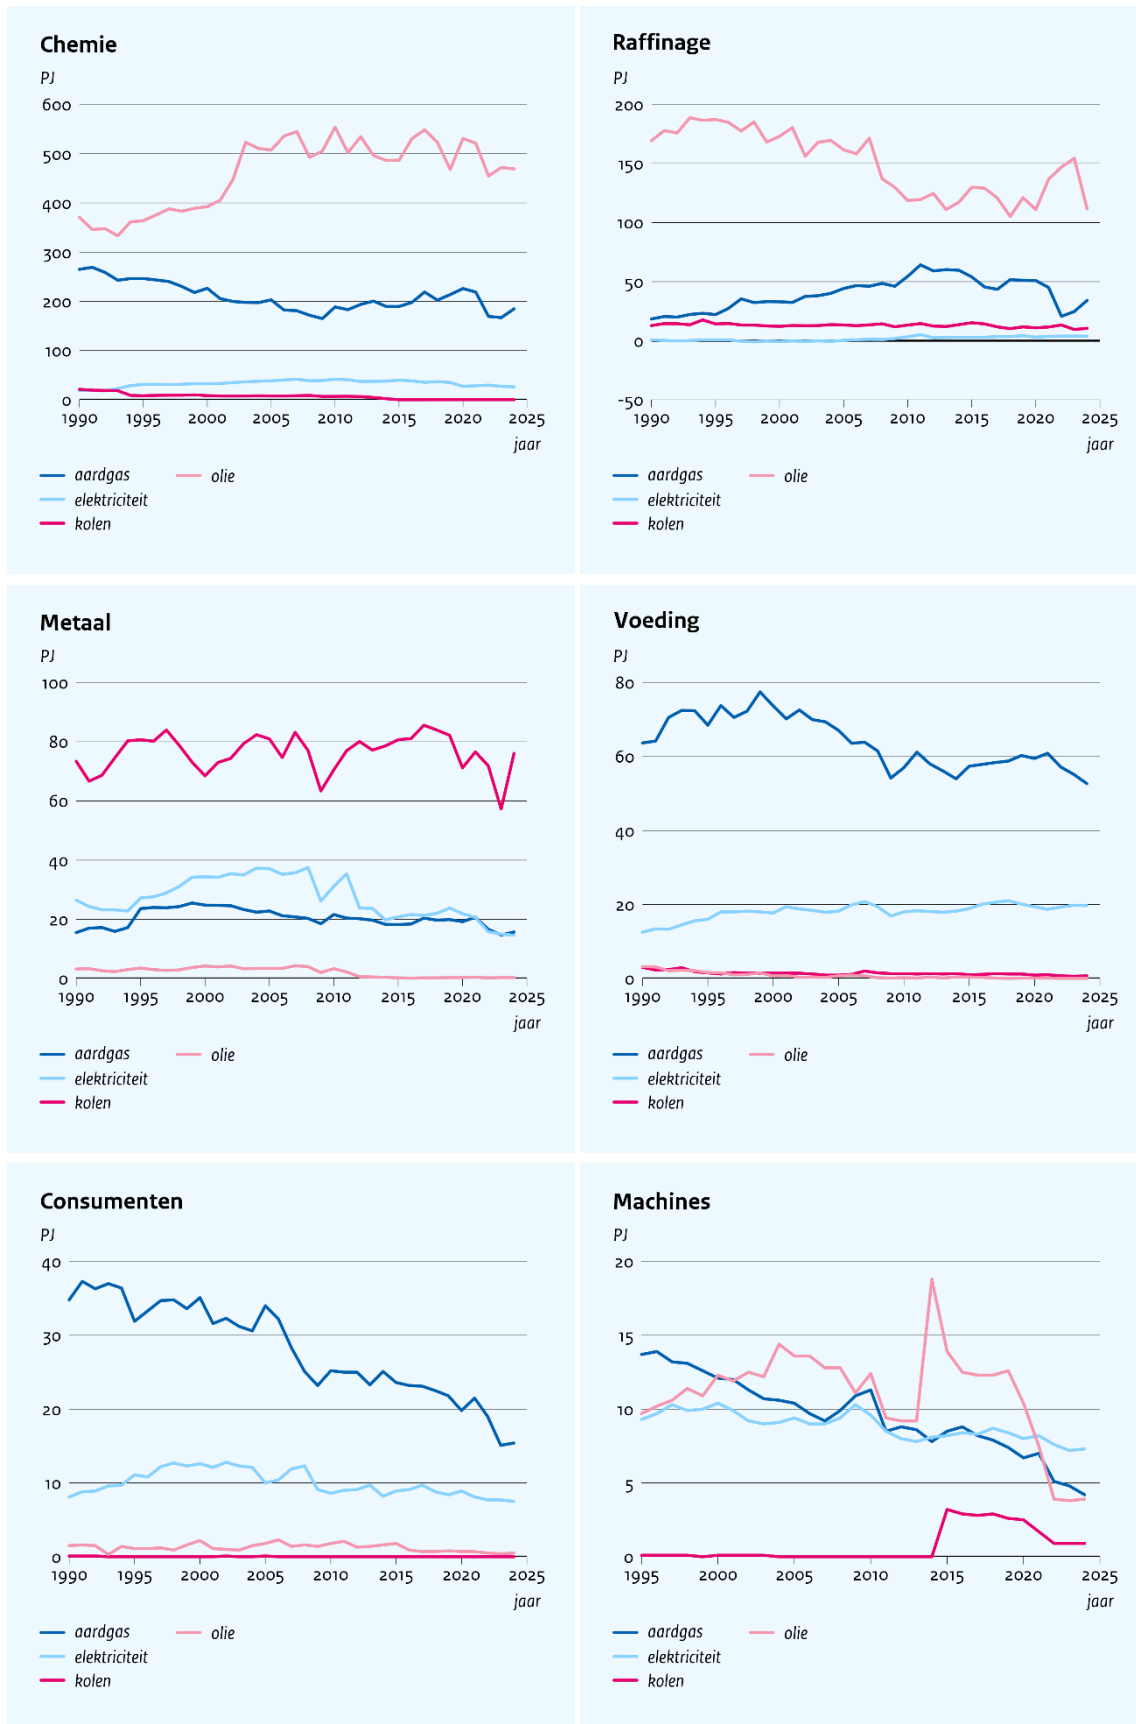 Chemie
PJ
600
500
400
300
200
100
0
1990 1995 2000 2005 2010 2015 2020 2025
jaar
aardgas olie
elektriciteit
kolen
Raffinage
PJ
200
150
100
50
0
-50
1990 1995 2000 2005 2010 2015 2020 2025
jaar
aardgas olie
elektriciteit
kolen
Metaal
PJ
100
80
60
40
20
0
1990 1995 2000 2005 2010 2015 2020 2025
jaar
aardgas olie
elektriciteit
kolen
Voeding
PJ
80
60
40
20
0
1990 1995 2000 2005 2010 2015 2020 2025
jaar
aardgas olie
elektriciteit
kolen
Consumenten
PJ
40
30
20
10
0
1990 1995 2000 2005 2010 2015 2020 2025
jaar
aardgas olie
elektriciteit
kolen
Machines
PJ
20
15
10
5
0
1995 2000 2005 2010 2015 2020 2025
jaar
aardgas olie
elektriciteit
kolen